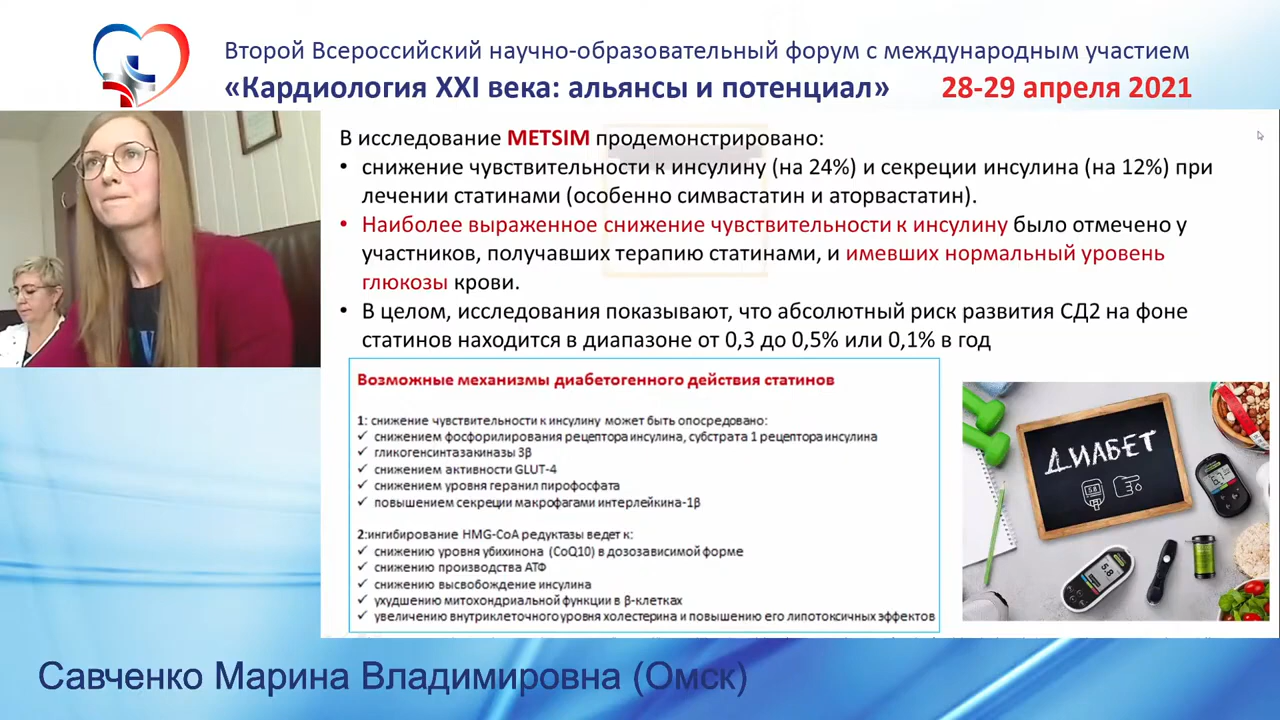 Второй Всероссийский научно-образовательный форум с международным участием
«Кардиология XXI века: альянсы и потенциал» 28-29 апреля 2021
В исследование METSIM продемонстрировано:
• снижение чувствительности к инсулину (на 24%) и секреции инсулина (на 12%) при
лечении статинами (особенно симвастатин и аторвастатин).
• Наиболее выраженное снижение чувствительности к инсулину было отмечено у
участников, получавших терапию статинами, и имевших нормальный уровень
глюкозы крови.
• В целом, исследования показывают, что абсолютный риск развития СД2 на фоне
статинов находится в диапазоне от 0,3 до 0,5% или 0,1% в год
Возможные механизмы диабетогенного действия статинов
1: снижение чувствительности к инсулину может быть опосредовано:
✓ снижением фосфорилирования рецептора инсулина, субстрата 1 рецептора инсулина
✓ гликогенсинтазакиназы 3β
✓ снижением активности GLUT-4
✓ снижением уровня геранил пирофосфата
✓ повышением секреции макрофагами интерлейкина-1β
2:ингибирование HMG-CoA редуктазы ведет к:
✓ снижению уровня убихинона (CoQ10) в дозозависимой форме
✓ снижению производства АТФ
✓ снижению высвобождение инсулина
✓ ухудшению митохондриальной функции в β-клетках
✓ увеличению внутриклеточного уровня холестерина и повышению его липотоксичных эффектов
ДИАБЕТ
5.8
6.7
5.8
Савченко Марина Владимировна (Омск)